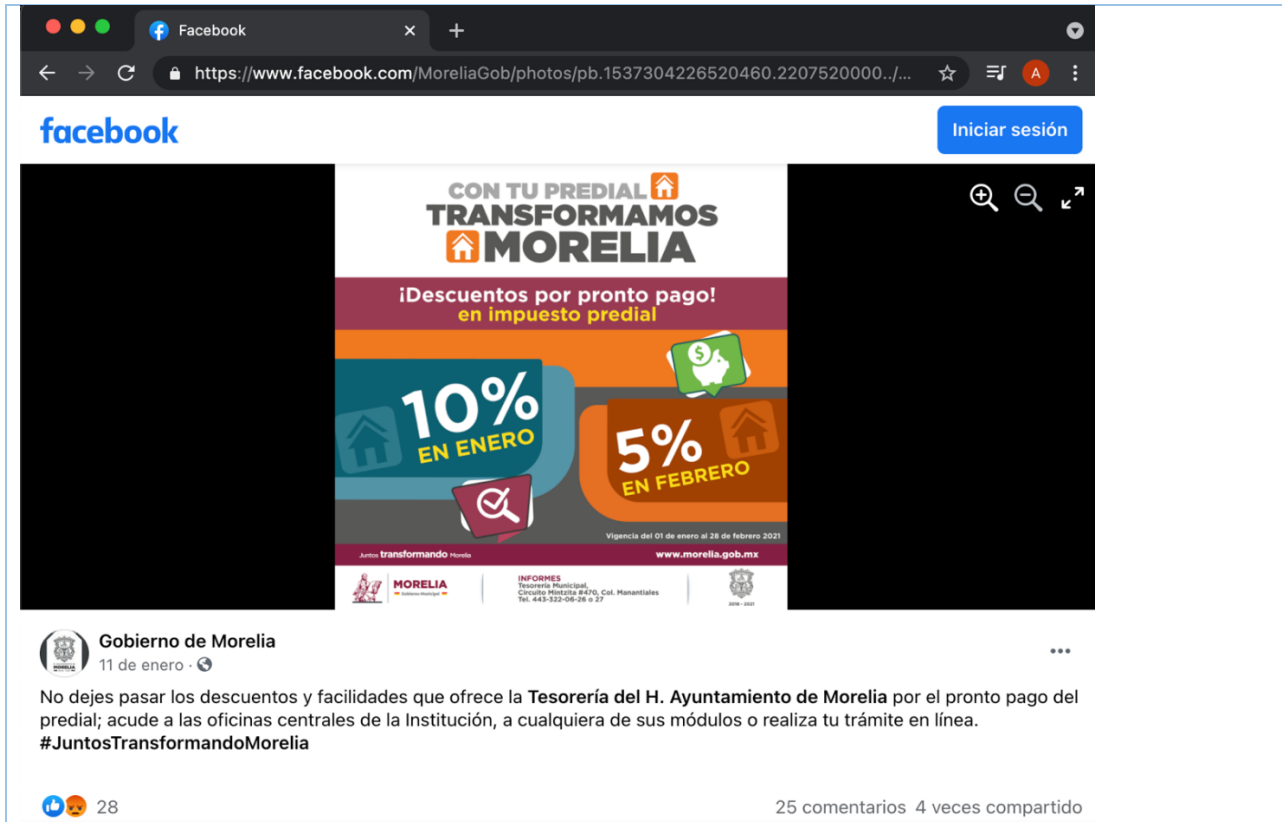 Facebook
https://www.facebook.com/MoreliaGob/photos/pb.1537304226520460.2207520000../...
A
facebook
Iniciar sesión
CON TU PREDIAL
TRANSFORMAMOS
MORELIA
¡Descuentos por pronto pago!
en impuesto predial
10%
EN ENERO
5%
EN FEBRERO
Vigencia del 01 de enero al 28 de febrero 2021
Juntos transformando Morelia
www.morelia.gob.mx
MORELIA
Gobierno Municipal
INFORMES
Tesorería Municipal,
Circuito Mintzita #470, Col. Manantiales
Tel. 443-322-06-26 o 27
2018 - 2021
Gobierno de Morelia
11 de enero ·
No dejes pasar los descuentos y facilidades que ofrece la Tesorería del H. Ayuntamiento de Morelia por el pronto pago del
predial; acude a las oficinas centrales de la Institución, a cualquiera de sus módulos o realiza tu trámite en línea.
#JuntosTransformandoMorelia
28
25 comentarios 4 veces compartido